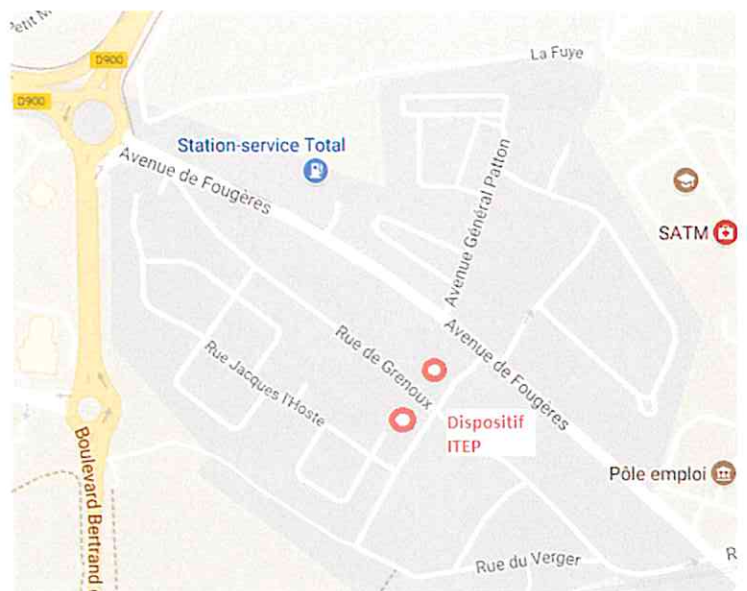 Petit M
D900
D900
La Fuye
Station-service Total
Avenue de Fougères
Avenue Général Patton
SATM
Rue de Grenoux
Avenue de Fougères
Rue Jacques l'Hoste
Dispositif
ITEP
Boulevard Bertrand
Pôle emploi
Rue du Verger
R